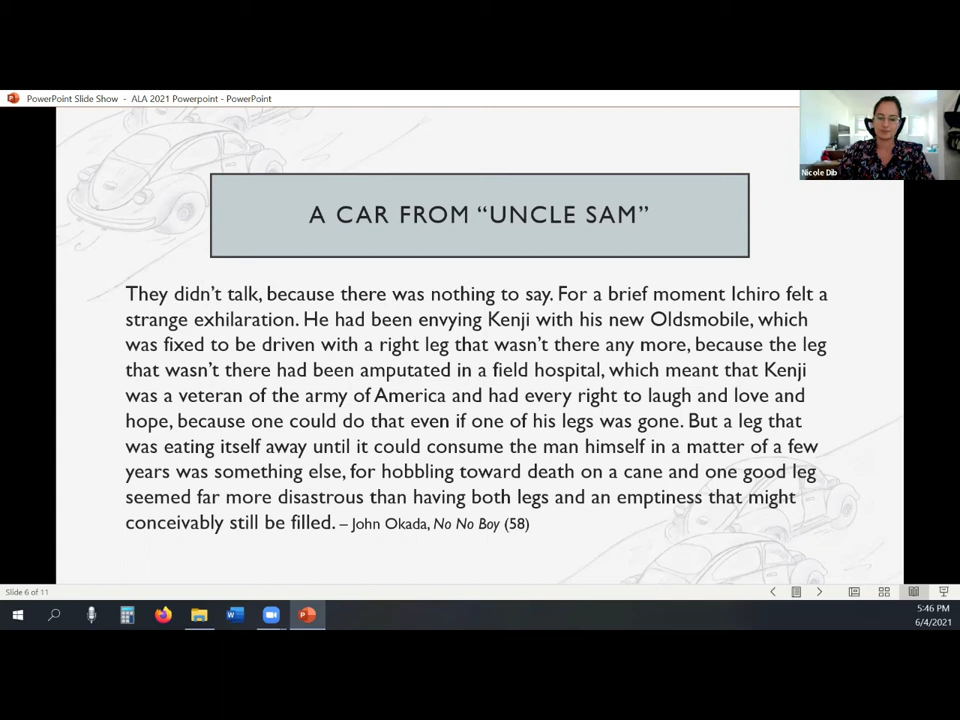 PowerPoint Slide Show - ALA 2021 Powerpoint - PowerPoint
Nicole Dib
A CAR FROM “UNCLE SAM”
They didn’t talk, because there was nothing to say. For a brief moment Ichiro felt a
strange exhilaration. He had been envying Kenji with his new Oldsmobile, which
was fixed to be driven with a right leg that wasn’t there any more, because the leg
that wasn’t there had been amputated in a field hospital, which meant that Kenji
was a veteran of the army of America and had every right to laugh and love and
hope, because one could do that even if one of his legs was gone. But a leg that
was eating itself away until it could consume the man himself in a matter of a few
years was something else, for hobbling toward death on a cane and one good leg
seemed far more disastrous than having both legs and an emptiness that might
conceivably still be filled. – John Okada, No No Boy (58)
Slide 6 of 11
5:46 PM
6/4/2021